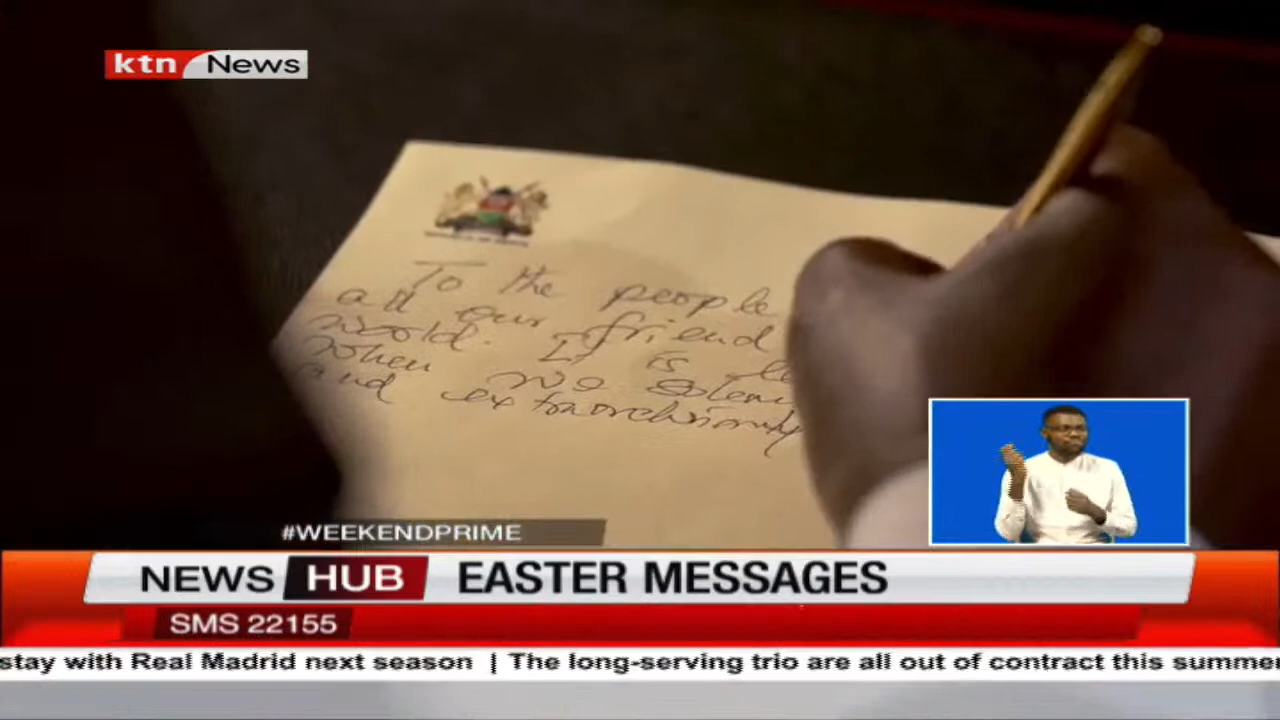 ktn News
To the people
all our friend
world. It is
when no
and extraordinary
#WEEKENDPRIME
NEWS HUB EASTER MESSAGES
SMS 22155
stay with Real Madrid next season | The long-serving trio are all out of contract this summer